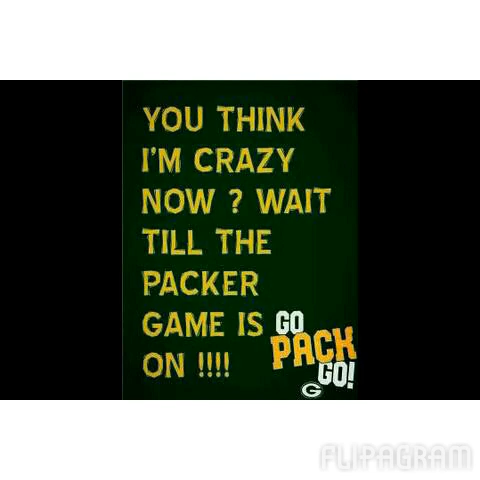 YOU THINK
I'M CRAZY
NOW ? WAIT
TILL THE
PACKER
GAME IS
ON !!!!
GO
PACK
GO!
G
FLIPAGRAM